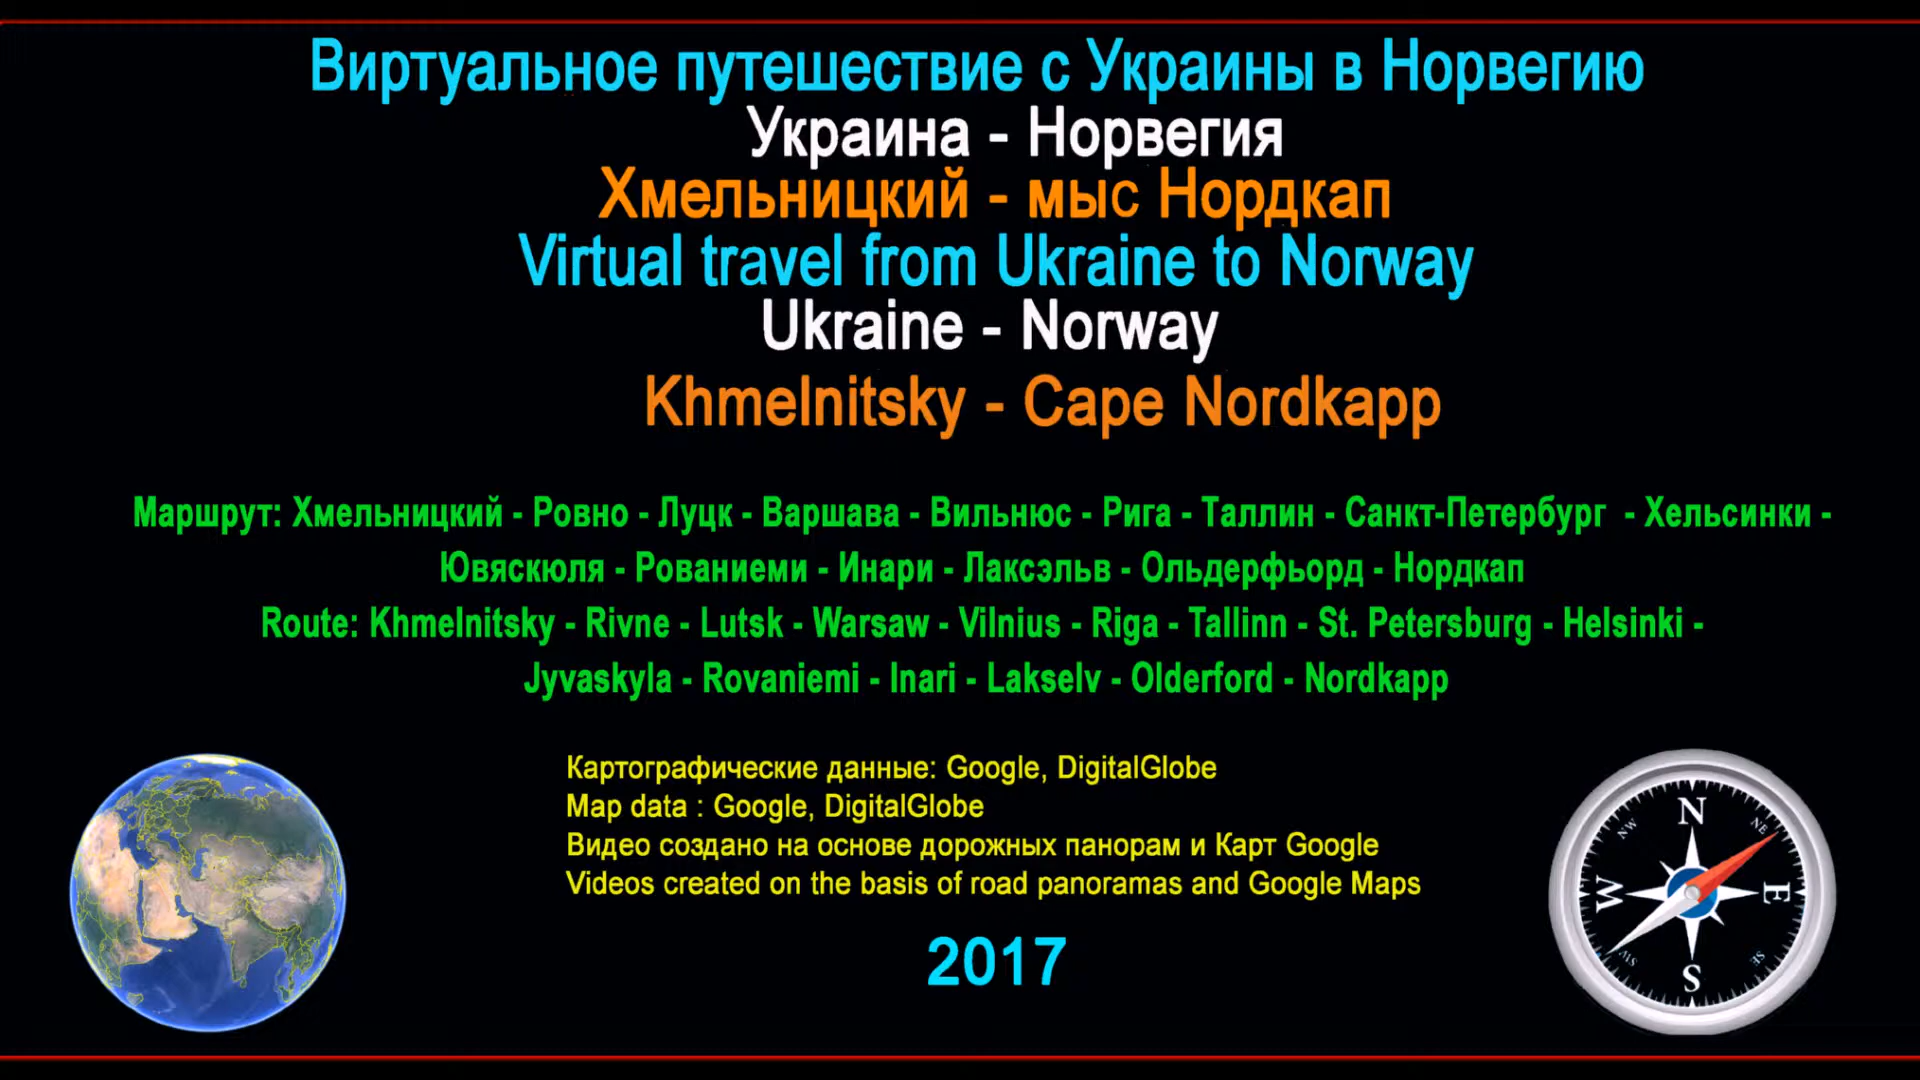 Виртуальное путешествие с Украины в Норвегию
Украина - Норвегия
Хмельницкий - мыс Нордкап
Virtual travel from Ukraine to Norway
Ukraine - Norway
Khmelnitsky - Cape Nordkapp
Маршрут: Хмельницкий - Ровно - Луцк - Варшава - Вильнюс - Рига - Таллин - Санкт-Петербург - Хельсинки -
Ювяскюля - Рованиеми - Инари - Лаксэльв - Ольдерфьорд - Нордкап
Route: Khmelnitsky - Rivne - Lutsk - Warsaw - Vilnius - Riga - Tallinn - St. Petersburg - Helsinki -
Jyvaskyla - Rovaniemi - Inari - Lakselv - Olderford - Nordkapp
Картографические данные: Google, DigitalGlobe
Map data : Google, DigitalGlobe
Видео создано на основе дорожных панорам и Карт Google
Videos created on the basis of road panoramas and Google Maps
2017
N
NW
NE
W
E
SW
SE
S